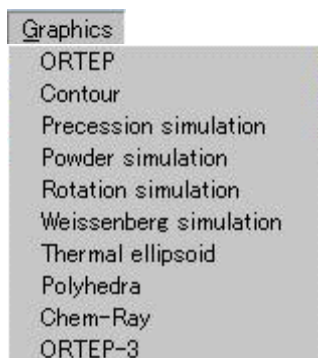 Graphics
ORTEP
Contour
Precession simulation
Powder simulation
Rotation simulation
Weissenberg simulation
Thermal ellipsoid
Polyhedra
Chem-Ray
ORTEP-3